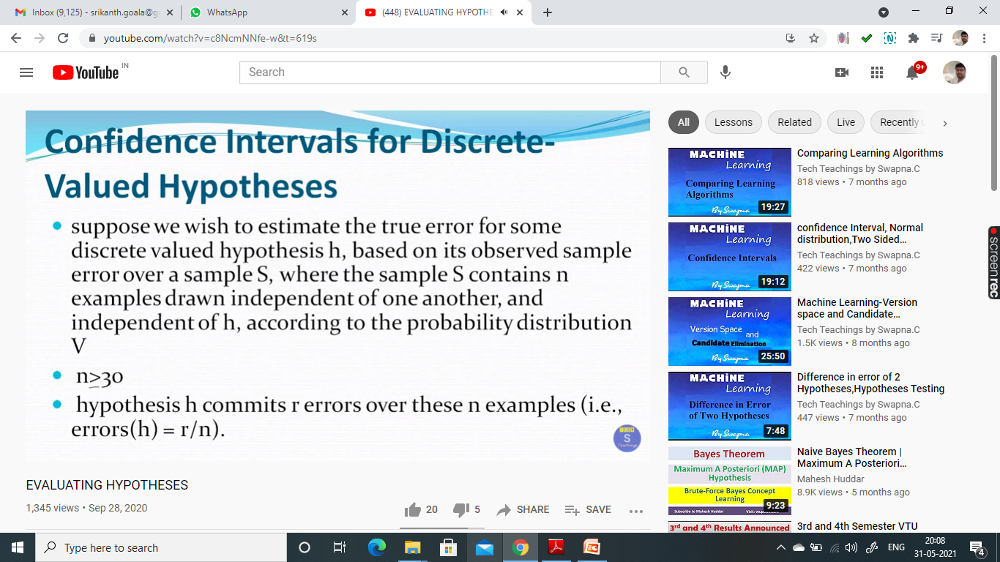 Inbox (9,125) - srikanth.goala@g
WhatsApp
(448) EVALUATING HYPOTHE
youtube.com/watch?v=c8NcmNNfe-w&t=619s
YouTube IN
Search
9+
Confidence Intervals for Discrete-
Valued Hypotheses
suppose we wish to estimate the true error for some
discrete valued hypothesis h, based on its observed sample
error over a sample S, where the sample S contains n
examples drawn independent of one another, and
independent of h, according to the probability distribution
V
n≥30
hypothesis h commits r errors over these n examples (i.e.,
errors(h) = r/n).
S
Teachings
EVALUATING HYPOTHESES
1,345 views • Sep 28, 2020
20
5
SHARE
SAVE
All
Lessons
Related
Live
Recently
MACHiNE
Learning
Comparing Learning
Algorithms
By Swapna
19:27
Comparing Learning Algorithms
Tech Teachings by Swapna.C
818 views • 7 months ago
MACHiNE
Learning
Confidence Intervals
By Swapna
19:12
confidence Interval, Normal
distribution,Two Sided...
Tech Teachings by Swapna.C
422 views • 7 months ago
MACHiNE
Learning
Version Space and
Candidate Elimination
By Swapna
25:50
Machine Learning-Version
space and Candidate...
Tech Teachings by Swapna.C
1.5K views • 8 months ago
MACHiNE
Learning
Difference in Error
of Two Hypotheses
By Swapna
7:48
Difference in error of 2
Hypotheses,Hypotheses Testing
Tech Teachings by Swapna.C
447 views • 7 months ago
Bayes Theorem
Maximum A Posteriori (MAP)
Hypothesis
Brute-Force Bayes Concept
Learning
Subscribe to Mahesh Huddar
9:23
Naive Bayes Theorem |
Maximum A Posteriori...
Mahesh Huddar
8.9K views • 5 months ago
3rd and 4th Results Announced
3rd and 4th Semester VTU
screenrec
Type here to search
ENG
20:08
31-05-2021
4